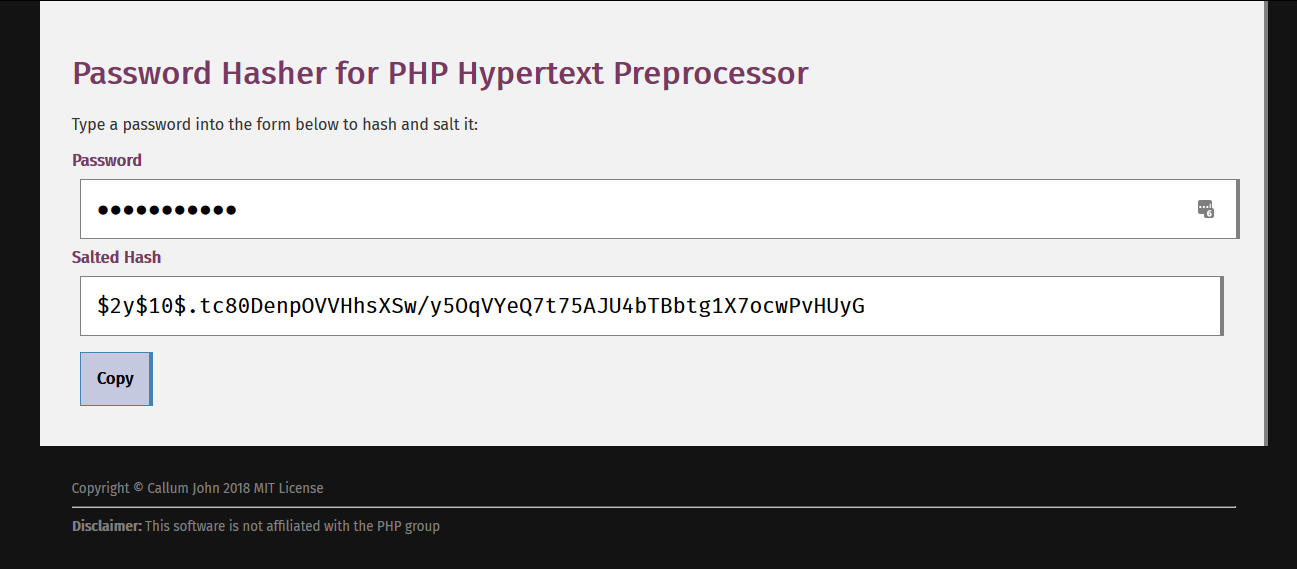 Password Hasher for PHP Hypertext Preprocessor
Type a password into the form below to hash and salt it:
Password
●●●●●●●●●●●
Salted Hash
$2y$10$.tc80DenpOVVHhsXSw/y5OqVYeQ7t75AJU4bTBbtg1X7ocwPvHUyG
Copy
Copyright © Callum John 2018 MIT License
Disclaimer: This software is not affiliated with the PHP group